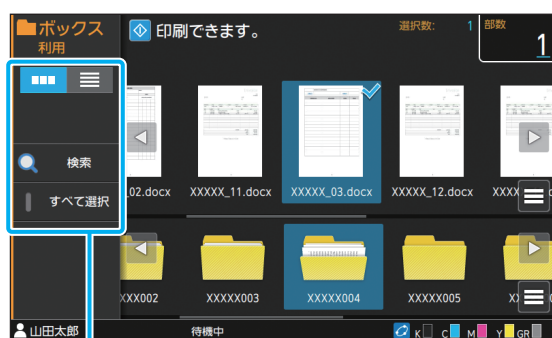 ボックス
利用
印刷できます。
選択数: 1
部数
1
検索
すべて選択
_02.docx
XXXXX_11.docx
XXXXX_03.docx
XXXXX_12.docx
XXXX
XXX002
XXXXX003
XXXXX004
XXXXX005
山田太郎
待機中
K C M Y GR